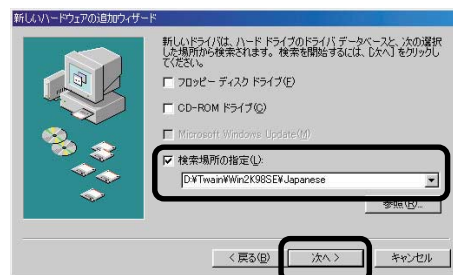 新しいハードウェアの追加ウィザード
新しいドライバは、ハード ドライブのドライバ データベースと、次の選択
した場所から検索されます。検索を開始するには、[次へ] をクリックし
てください。
フロッピー ディスク ドライブ(F)
CD-ROM ドライブ(C)
Microsoft Windows Update(M)
検索場所の指定(L):
D:¥Twain¥Win2K98SE¥Japanese
参照(R)...
< 戻る(B)
次へ >
キャンセル